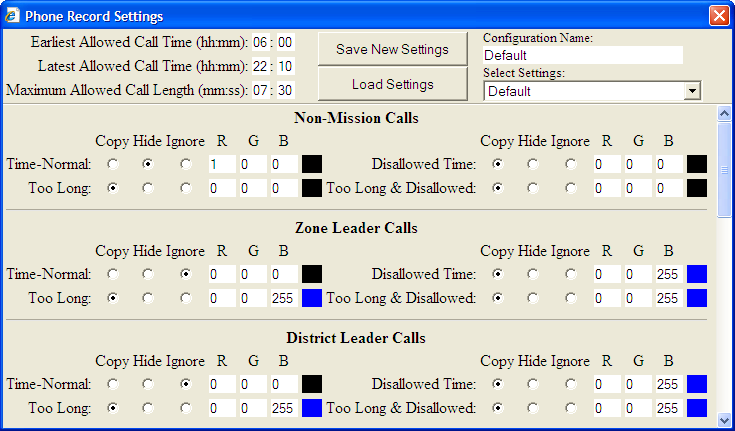 Phone Record Settings
Earliest Allowed Call Time (hh:mm): 06 : 00
Latest Allowed Call Time (hh:mm): 22 : 10
Maximum Allowed Call Length (mm:ss): 07 : 30
Save New Settings
Load Settings
Configuration Name:
Default
Select Settings:
Default
Non-Mission Calls
Copy Hide Ignore R G B Copy Hide Ignore R G B
Time-Normal: 1 0 0 Disallowed Time: 0 0 0
Too Long: 0 0 0 Too Long & Disallowed: 0 0 0
Zone Leader Calls
Copy Hide Ignore R G B Copy Hide Ignore R G B
Time-Normal: 0 0 0 Disallowed Time: 0 0 255
Too Long: 0 0 255 Too Long & Disallowed: 0 0 255
District Leader Calls
Copy Hide Ignore R G B Copy Hide Ignore R G B
Time-Normal: 0 0 0 Disallowed Time: 0 0 255
Too Long: 0 0 255 Too Long & Disallowed: 0 0 255